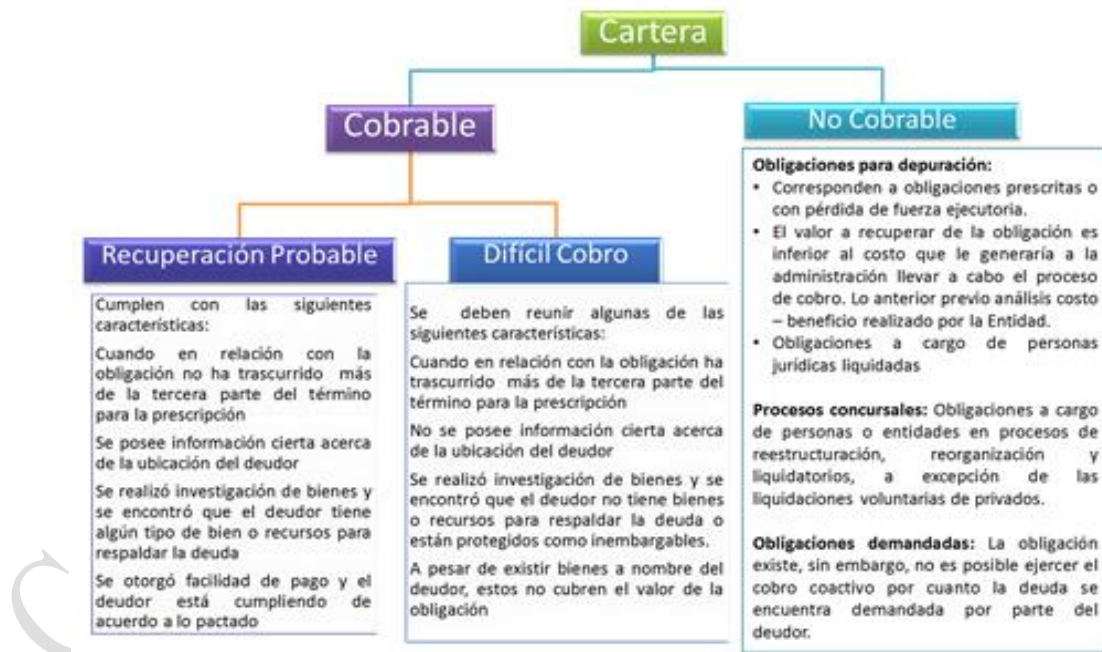 Cartera
Cobrable
No Cobrable
Recuperación Probable
Cumplen con las siguientes
características:
Cuando en relación con la
obligación no ha trascurrido más
de la tercera parte del término
para la prescripción
Se posee información cierta acerca
de la ubicación del deudor
Se realizó investigación de bienes y
se encontró que el deudor tiene
algún tipo de bien o recursos para
respaldar la deuda
Se otorgó facilidad de pago y el
deudor está cumpliendo de
acuerdo a lo pactado
Difícil Cobro
Se deben reunir algunas de las
siguientes características:
Cuando en relación con la obligación ha
trascurrido más de la tercera parte del
término para la prescripción
No se posee información cierta acerca
de la ubicación del deudor
Se realizó investigación de bienes y se
encontró que el deudor no tiene bienes
o recursos para respaldar la deuda o
están protegidos como inembargables.
A pesar de existir bienes a nombre del
deudor, estos no cubren el valor de la
obligación
Obligaciones para depuración:
• Corresponden a obligaciones prescritas o
con pérdida de fuerza ejecutoria.
• El valor a recuperar de la obligación es
inferior al costo que le generaría a la
administración llevar a cabo el proceso
de cobro. Lo anterior previo análisis costo
– beneficio realizado por la Entidad.
• Obligaciones a cargo de personas
jurídicas liquidadas
Procesos concursales: Obligaciones a cargo
de personas o entidades en procesos de
reestructuración, reorganización y
liquidatorios, a excepción de las
liquidaciones voluntarias de privados.
Obligaciones demandadas: La obligación
existe, sin embargo, no es posible ejercer el
cobro coactivo por cuanto la deuda se
encuentra demandada por parte del
deudor.